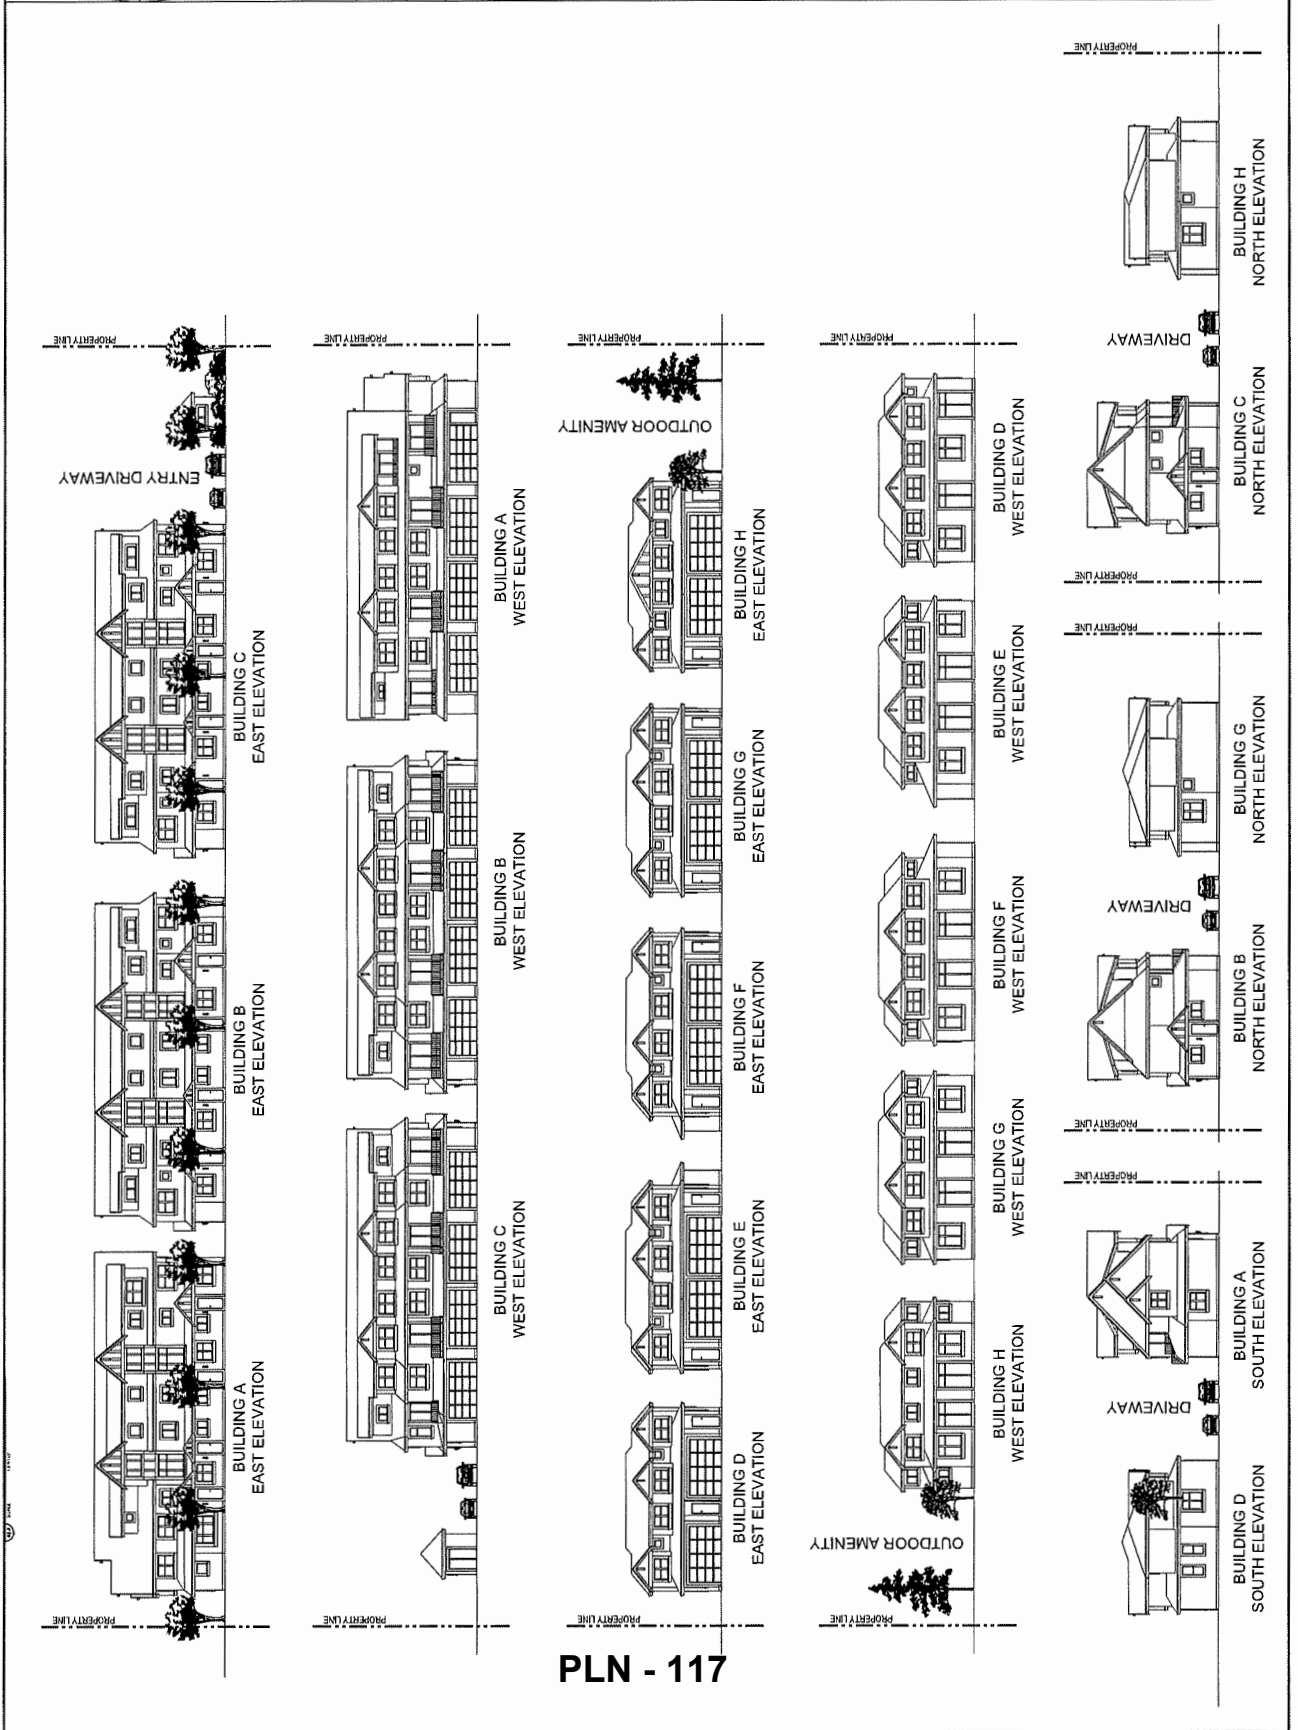 PROPERTY LINE
BUILDING A
EAST ELEVATION
BUILDING B
EAST ELEVATION
BUILDING C
EAST ELEVATION
ENTRY DRIVEWAY
PROPERTY LINE
PROPERTY LINE
BUILDING C
WEST ELEVATION
BUILDING B
WEST ELEVATION
BUILDING A
WEST ELEVATION
PROPERTY LINE
PROPERTY LINE
BUILDING D
EAST ELEVATION
BUILDING E
EAST ELEVATION
BUILDING F
EAST ELEVATION
BUILDING G
EAST ELEVATION
BUILDING H
EAST ELEVATION
OUTDOOR AMENITY
PROPERTY LINE
PROPERTY LINE
OUTDOOR AMENITY
BUILDING H
WEST ELEVATION
BUILDING G
WEST ELEVATION
BUILDING F
WEST ELEVATION
BUILDING E
WEST ELEVATION
BUILDING D
WEST ELEVATION
PROPERTY LINE
BUILDING D
SOUTH ELEVATION
DRIVEWAY
BUILDING A
SOUTH ELEVATION
PROPERTY LINE
PROPERTY LINE
BUILDING B
NORTH ELEVATION
DRIVEWAY
BUILDING G
NORTH ELEVATION
PROPERTY LINE
PROPERTY LINE
BUILDING C
NORTH ELEVATION
DRIVEWAY
BUILDING H
NORTH ELEVATION
PROPERTY LINE
PLN - 117